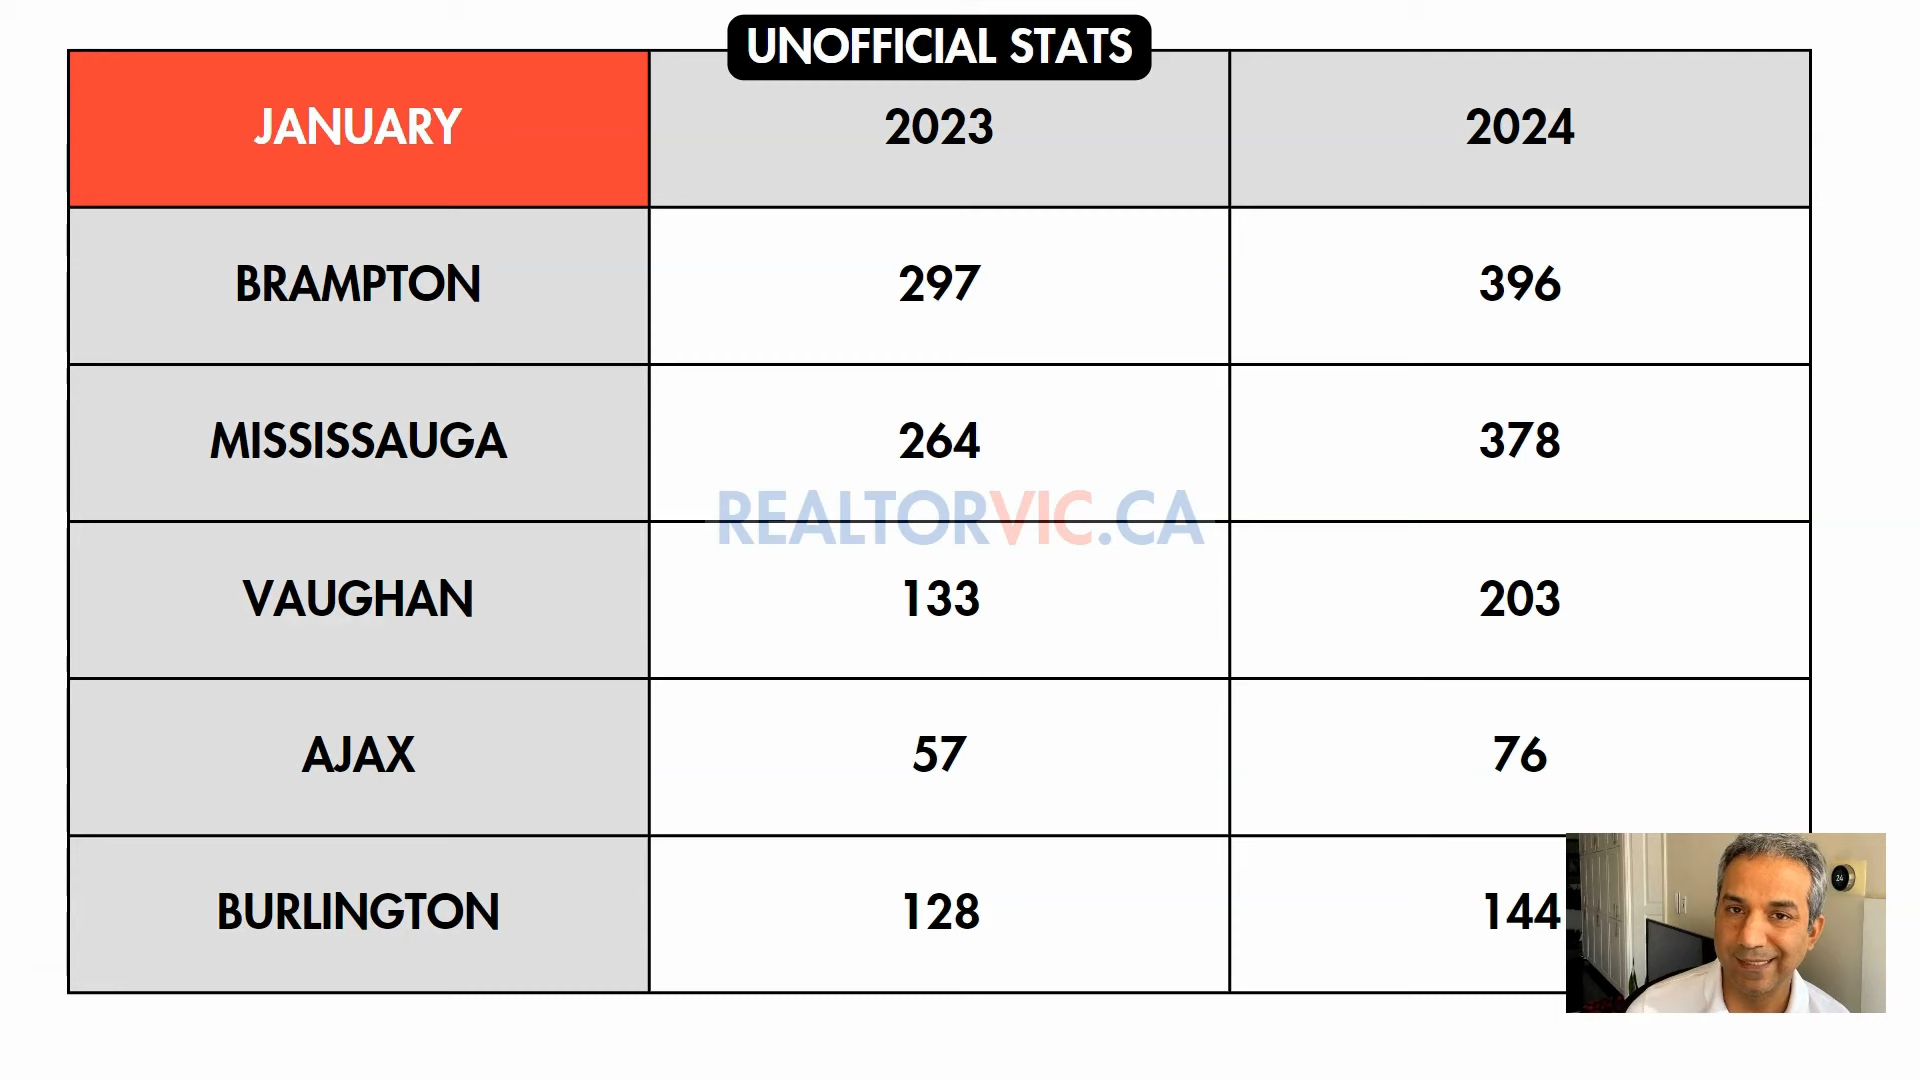 UNOFFICIAL STATS
JANUARY 2023 2024
BRAMPTON 297 396
MISSISSAUGA 264 378
REALTORVIC.CA
VAUGHAN 133 203
AJAX 57 76
BURLINGTON 128 144
24